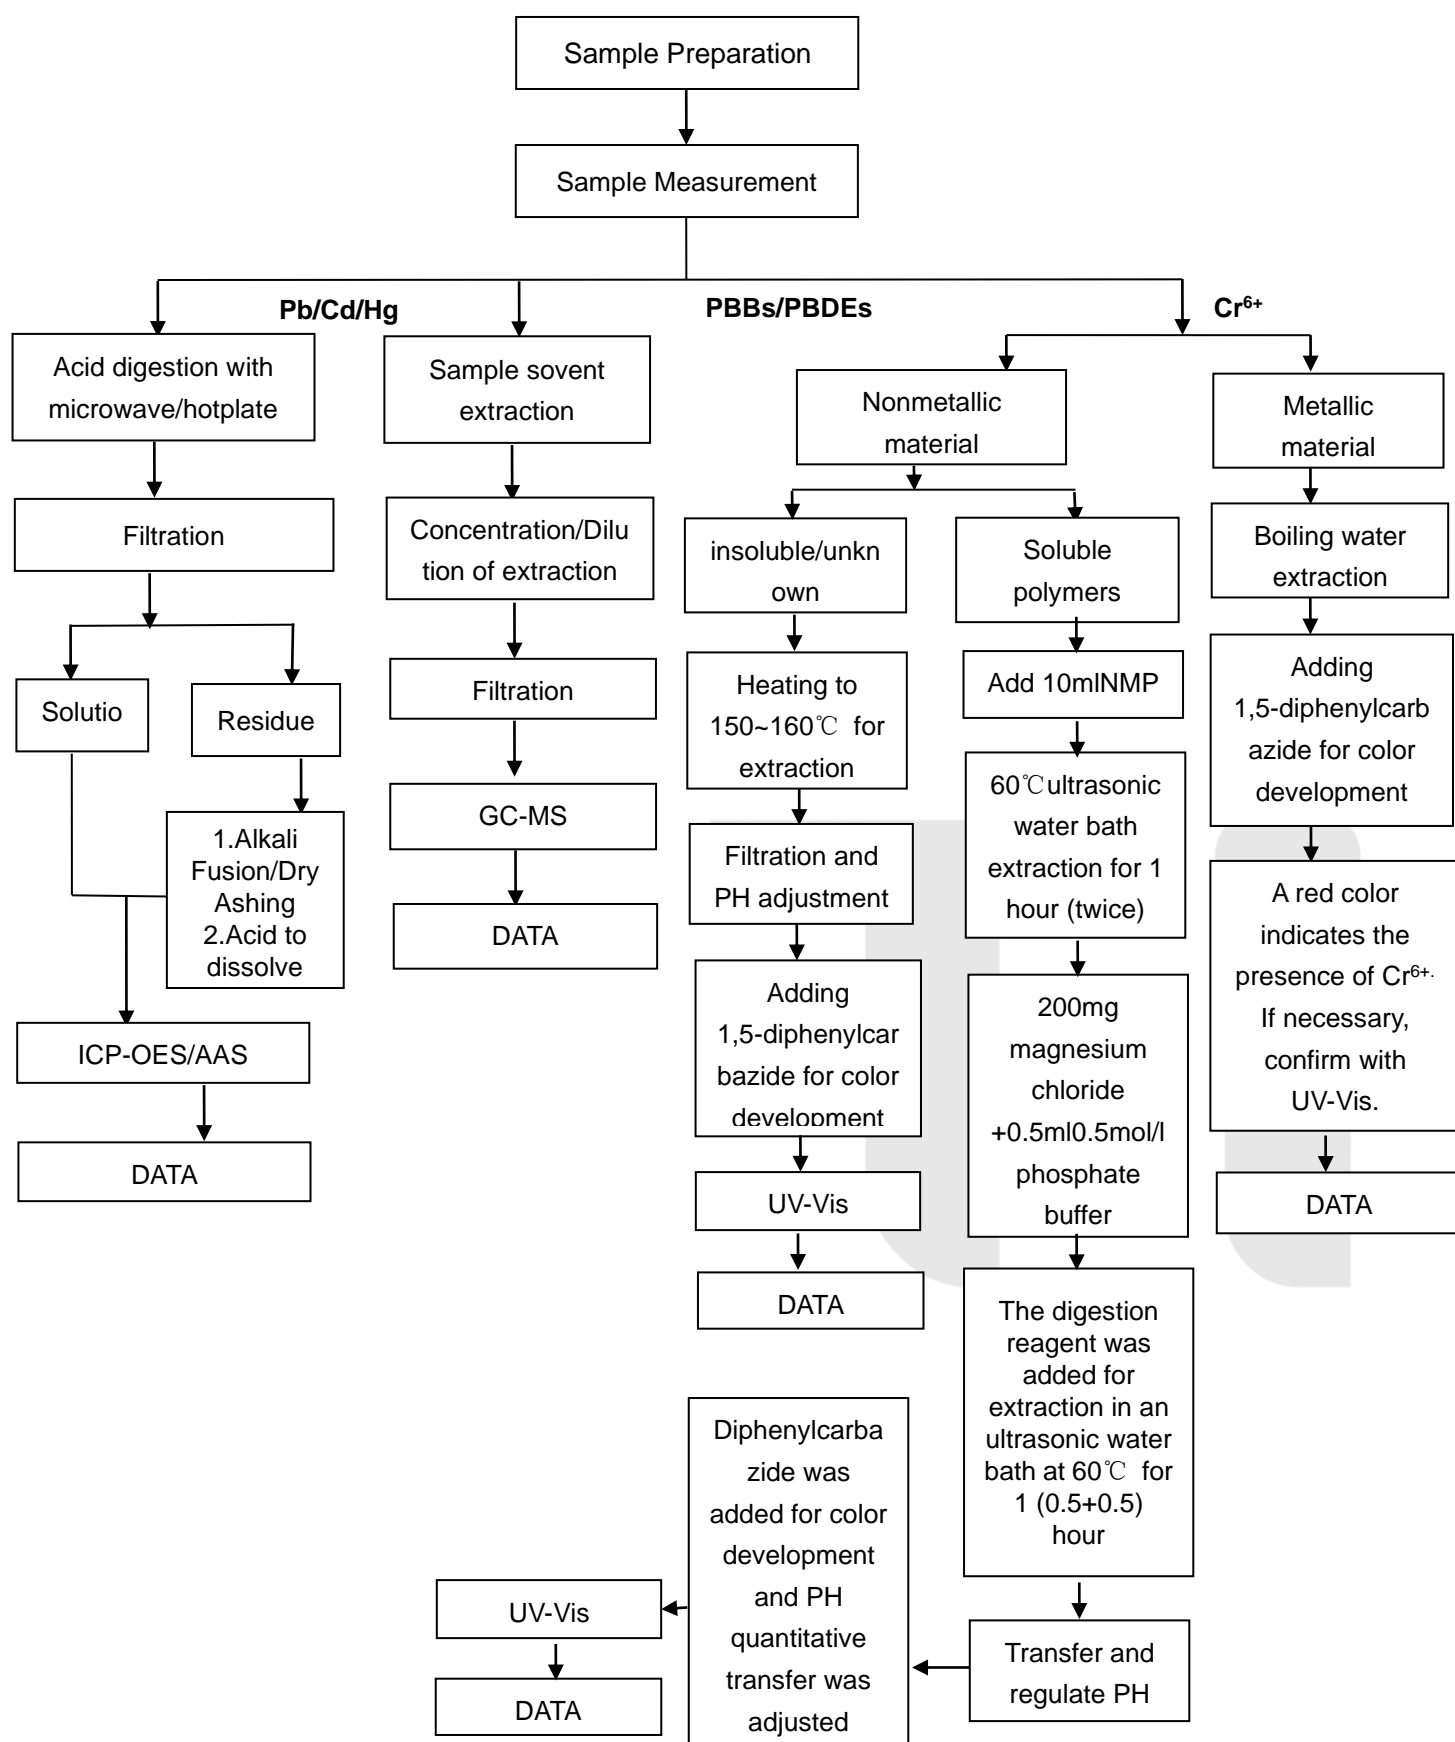 Sample Preparation
Sample Measurement
Pb/Cd/Hg
PBBs/PBDEs
Cr6+
Acid digestion with
microwave/hotplate
Filtration
Solutio
Residue
1.Alkali
Fusion/Dry
Ashing
2.Acid to
dissolve
ICP-OES/AAS
DATA
Sample sovent
extraction
Concentration/Dilu
tion of extraction
Filtration
GC-MS
DATA
Nonmetallic
material
insoluble/unkn
own
Heating to
150~160℃ for
extraction
Filtration and
PH adjustment
Adding
1,5-diphenylcar
bazide for color
development
UV-Vis
DATA
Soluble
polymers
Add 10mlNMP
60℃ultrasonic
water bath
extraction for 1
hour (twice)
200mg
magnesium
chloride
+0.5ml0.5mol/l
phosphate
buffer
The digestion
reagent was
added for
extraction in an
ultrasonic water
bath at 60℃ for
1 (0.5+0.5)
hour
Transfer and
regulate PH
Diphenylcarba
zide was
added for color
development
and PH
quantitative
transfer was
adjusted
UV-Vis
DATA
Metallic
material
Boiling water
extraction
Adding
1,5-diphenylcarb
azide for color
development
A red color
indicates the
presence of Cr6+.
If necessary,
confirm with
UV-Vis.
DATA